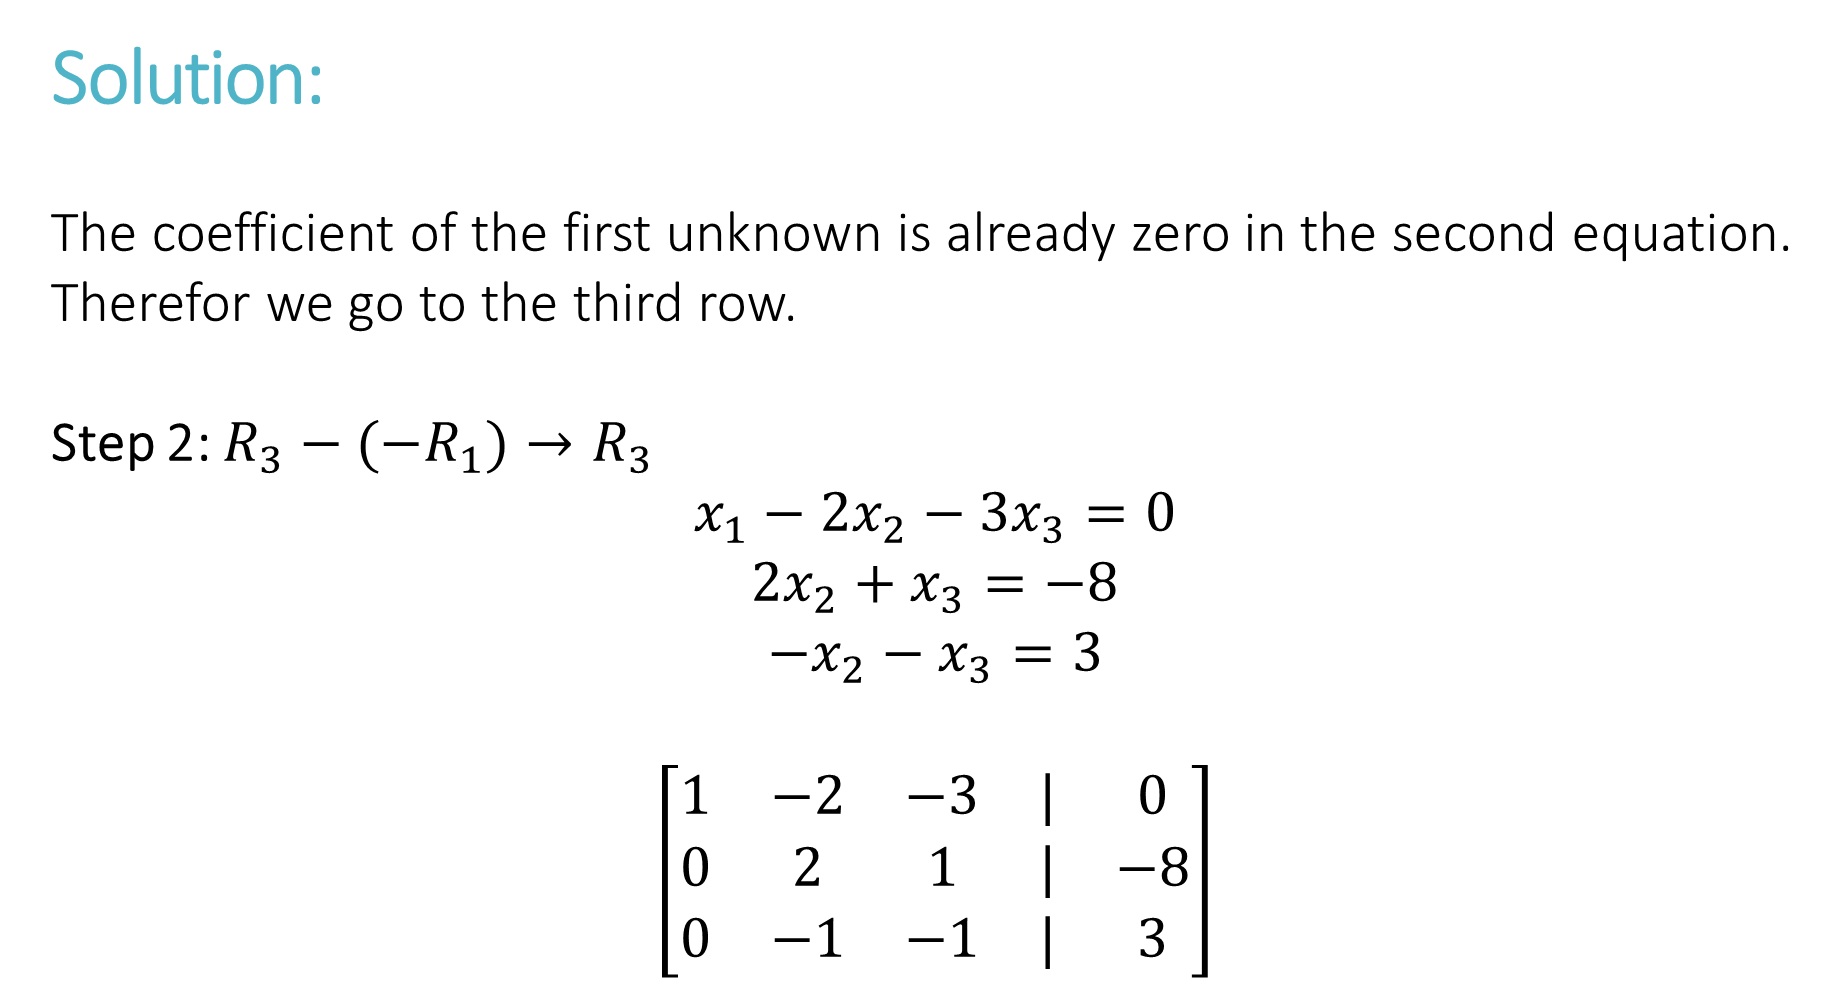 Solution:
The coefficient of the first unknown is already zero in the second equation.
Therefor we go to the third row.
Step 2: R₃ − (−R₁) → R₃
x₁ − 2x₂ − 3x₃ = 0
2x₂ + x₃ = −8
−x₂ − x₃ = 3
[1 −2 −3 | 0
0 2 1 | −8
0 −1 −1 | 3]